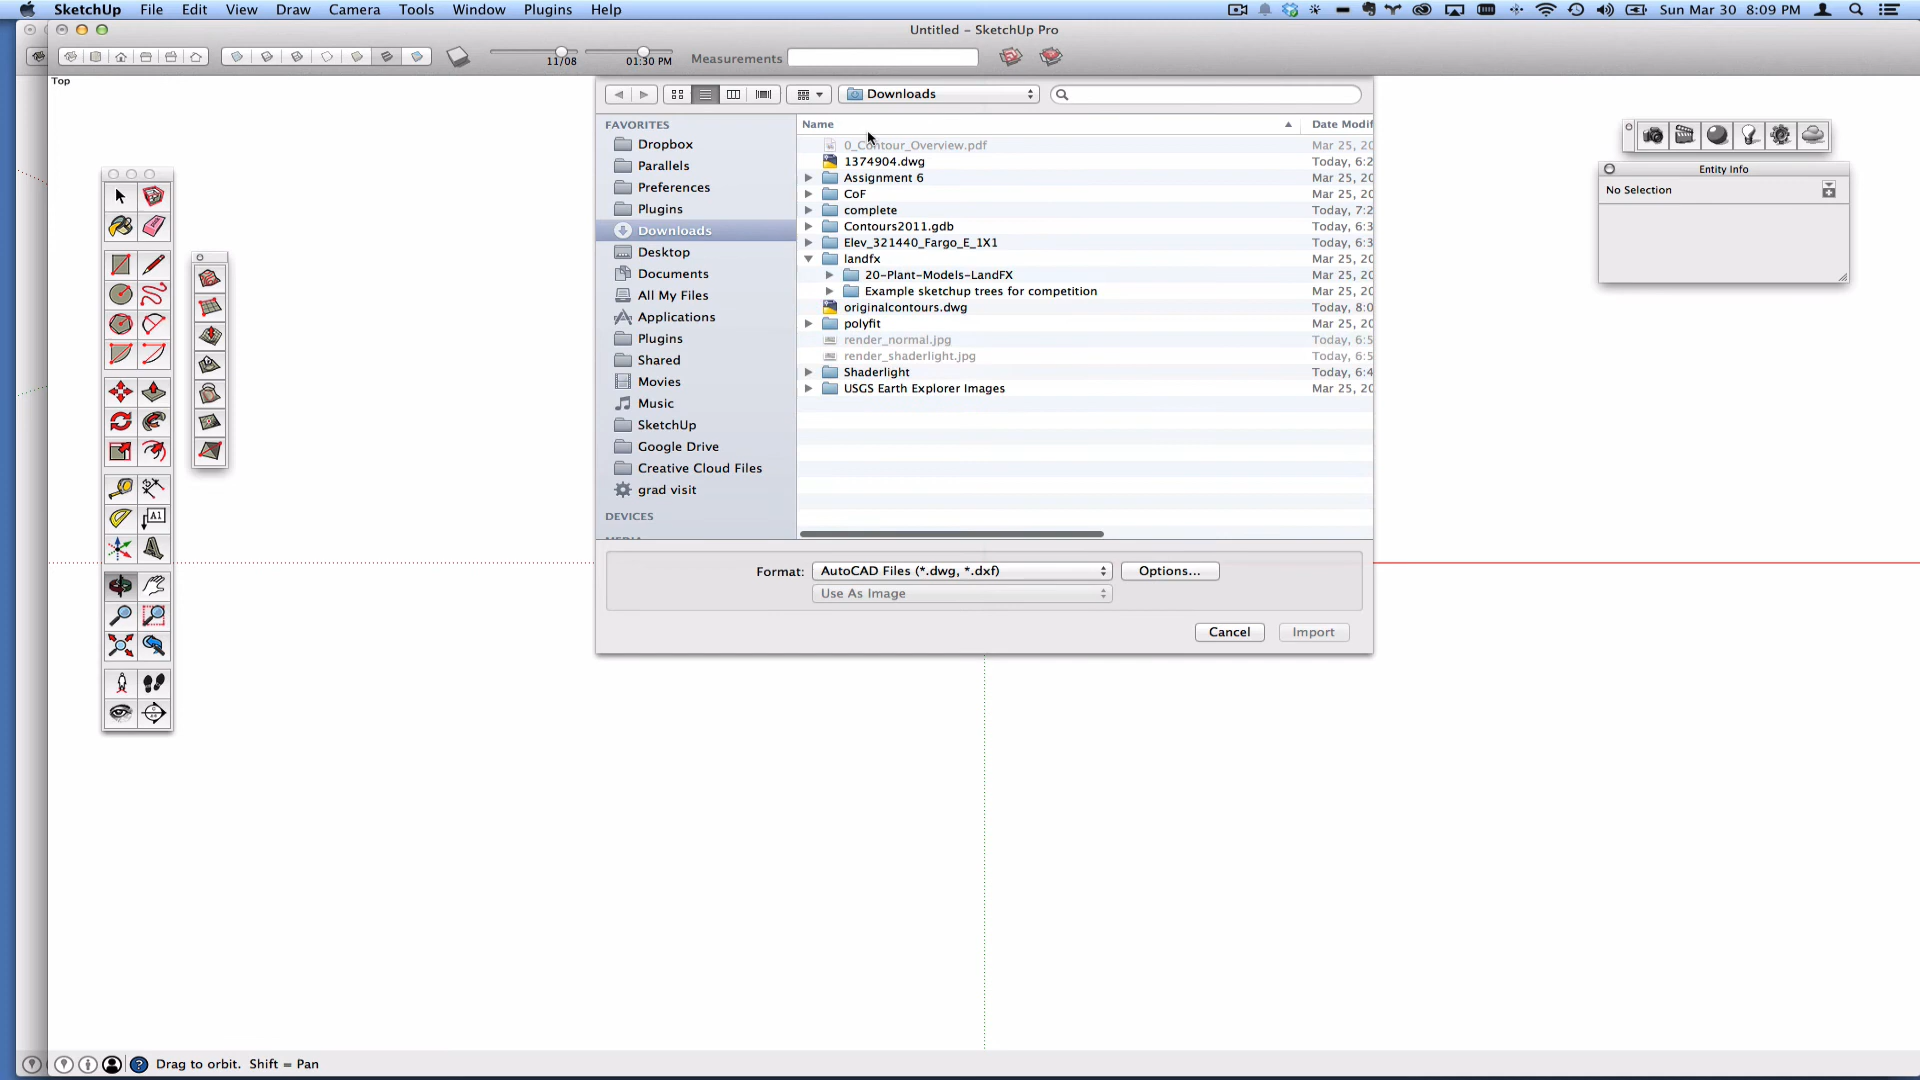 SketchUp File Edit View Draw Camera Tools Window Plugins Help Sun Mar 30 8:09 PM
Untitled – SketchUp Pro
11/08 01:30 PM Measurements
Top
Downloads
FAVORITES
Dropbox
Parallels
Preferences
Plugins
Downloads
Desktop
Documents
All My Files
Applications
Plugins
Shared
Movies
Music
SketchUp
Google Drive
Creative Cloud Files
grad visit
DEVICES
Name Date Modif
0_Contour_Overview.pdf Mar 25, 20
1374904.dwg Today, 6:2
Assignment 6 Mar 25, 20
CoF Mar 25, 20
complete Today, 7:2
Contours2011.gdb Today, 6:3
Elev_321440_Fargo_E_1X1 Today, 6:3
landfx Mar 25, 20
20-Plant-Models-LandFX Mar 25, 20
Example sketchup trees for competition Mar 25, 20
originalcontours.dwg Today, 8:0
polyfit Mar 25, 20
render_normal.jpg Today, 6:5
render_shaderlight.jpg Today, 6:5
Shaderlight Today, 6:4
USGS Earth Explorer Images Mar 25, 20
Format: AutoCAD Files (*.dwg, *.dxf) Options...
Use As Image
Cancel Import
Entity Info
No Selection
A1
Drag to orbit. Shift = Pan